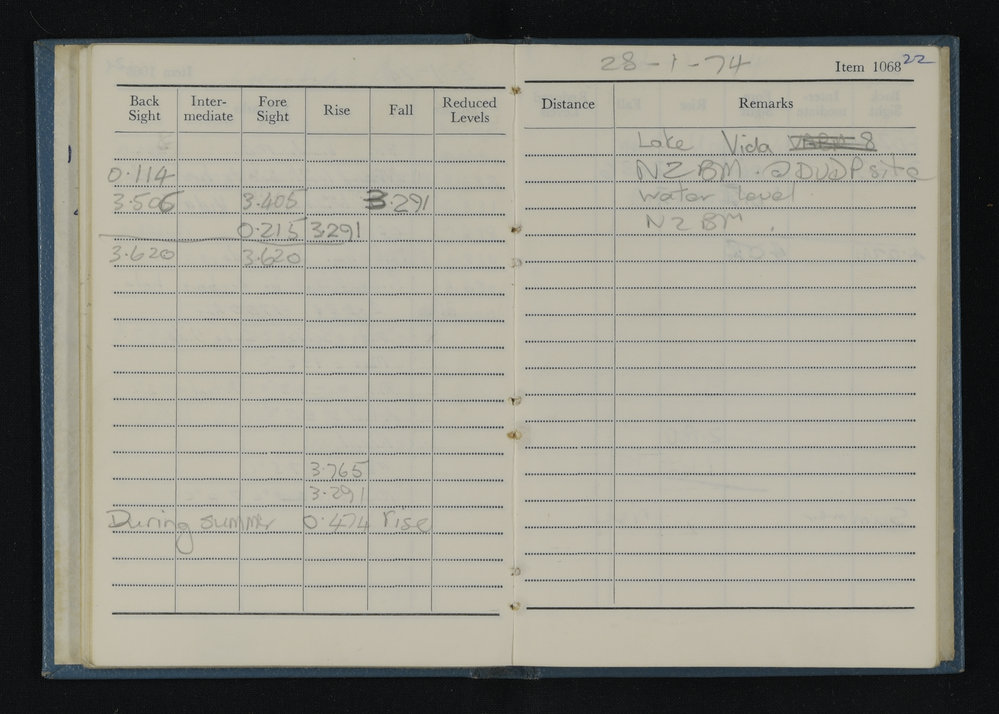 28-1-74
Item 1068 22
Back Sight Inter-mediate Fore Sight Rise Fall Reduced Levels Distance Remarks
Lake Vida
0.114 NZBM @ DVDP site
3.506 3.405 3.291 Water level
0.215 3.291 NZBM
3.620 3.620
3.765
3.291
During summer 0.474 rise